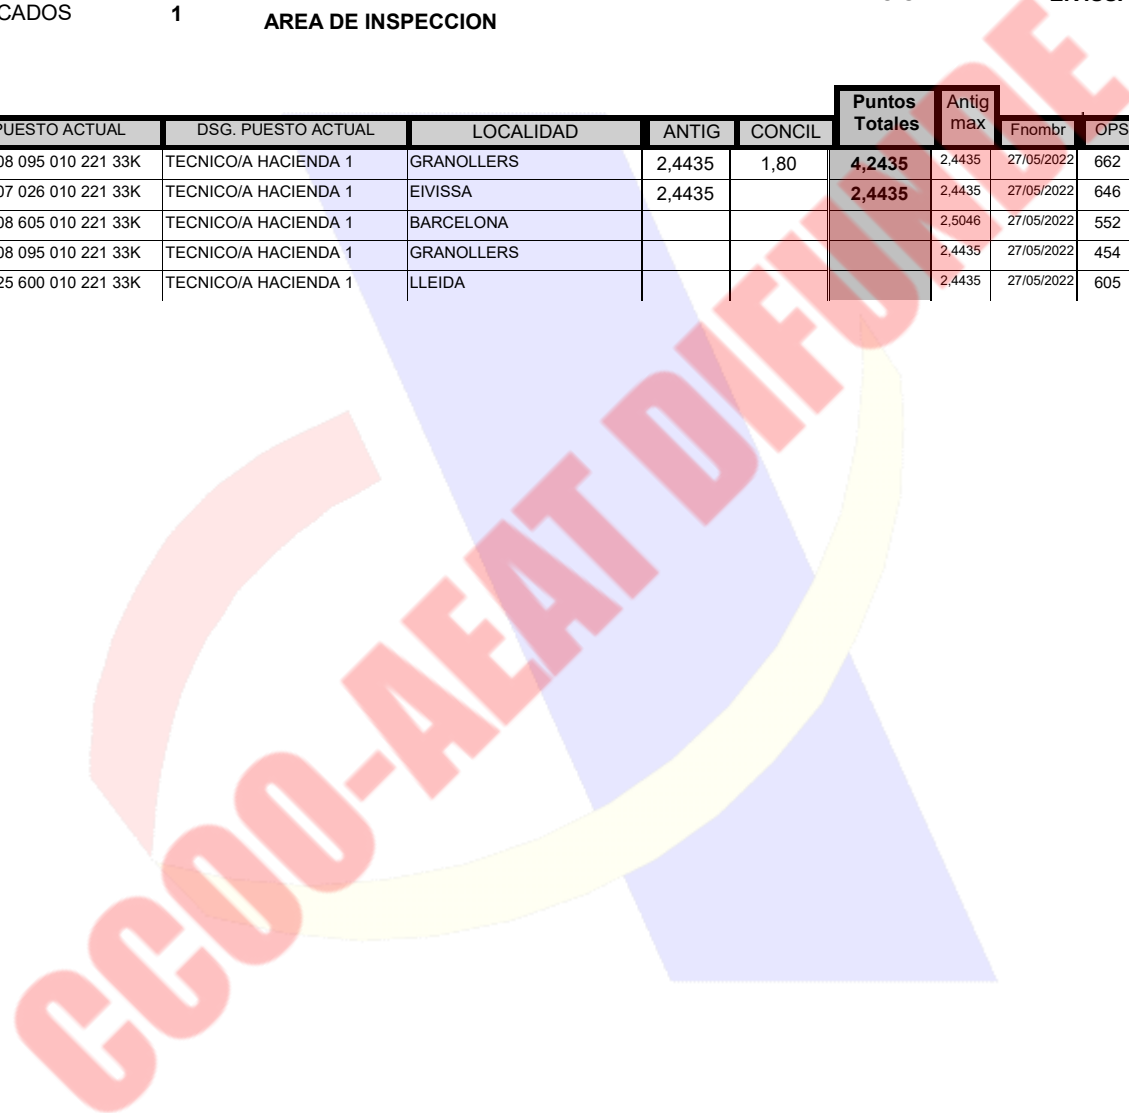 CADOS 1 AREA DE INSPECCION
Puntos Totales Antig max
PUESTO ACTUAL DSG. PUESTO ACTUAL LOCALIDAD ANTIG CONCIL Fnombr OPS
08 095 010 221 33K TECNICO/A HACIENDA 1 GRANOLLERS 2,4435 1,80 4,2435 2,4435 27/05/2022 662
07 026 010 221 33K TECNICO/A HACIENDA 1 EIVISSA 2,4435 2,4435 2,4435 27/05/2022 646
08 605 010 221 33K TECNICO/A HACIENDA 1 BARCELONA 2,5046 27/05/2022 552
08 095 010 221 33K TECNICO/A HACIENDA 1 GRANOLLERS 2,4435 27/05/2022 454
25 600 010 221 33K TECNICO/A HACIENDA 1 LLEIDA 2,4435 27/05/2022 605
CCOO-AEAT DIFUNDE